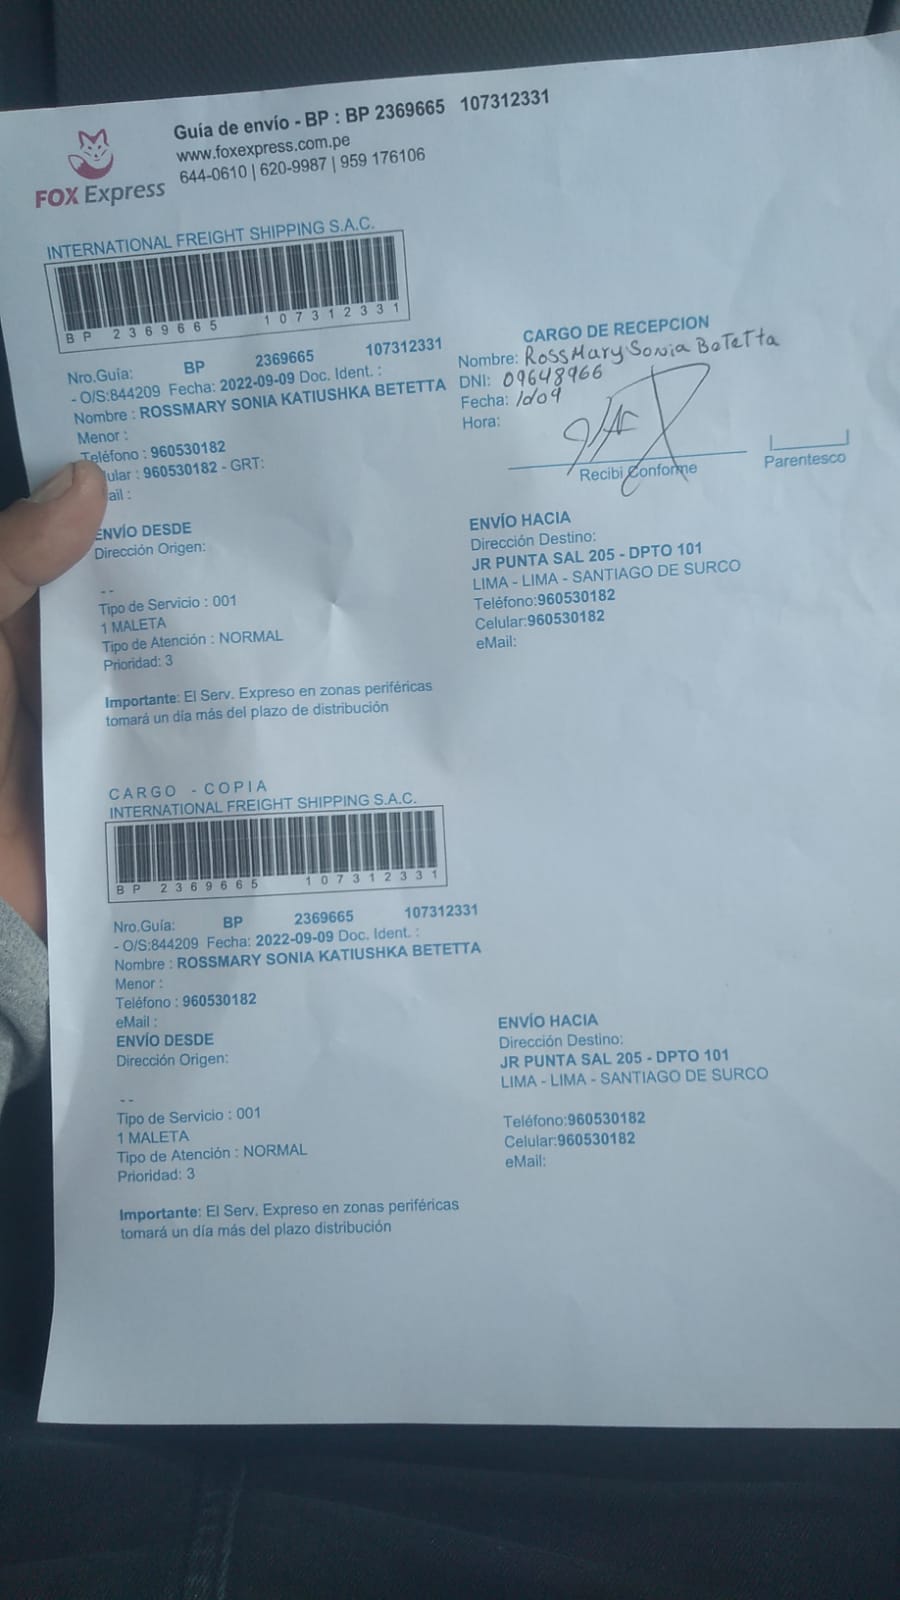 Guía de envío - BP : BP 2369665 107312331
www.foxexpress.com.pe
644-0610 | 620-9987 | 959 176106
FOX Express
INTERNATIONAL FREIGHT SHIPPING S.A.C.
BP 2369665 107312331
Nro.Guía: BP 2369665 107312331
- O/S:844209 Fecha: 2022-09-09 Doc. Ident. :
Nombre : ROSSMARY SONIA KATIUSHKA BETETTA
Menor :
Teléfono : 960530182
ular : 960530182 - GRT:
ail :
CARGO DE RECEPCION
Nombre: RossMary Sonia BeTeTTa
DNI: 09648966
Fecha: 10/09
Hora:
Recibi Conforme
Parentesco
ENVÍO DESDE
Dirección Origen:
--
Tipo de Servicio : 001
1 MALETA
Tipo de Atención : NORMAL
Prioridad: 3
ENVÍO HACIA
Dirección Destino:
JR PUNTA SAL 205 - DPTO 101
LIMA - LIMA - SANTIAGO DE SURCO
Teléfono:960530182
Celular:960530182
eMail:
Importante: El Serv. Expreso en zonas periféricas
tomará un día más del plazo de distribución
CARGO - COPIA
INTERNATIONAL FREIGHT SHIPPING S.A.C.
BP 2369665 107312331
Nro.Guía: BP 2369665 107312331
- O/S:844209 Fecha: 2022-09-09 Doc. Ident. :
Nombre : ROSSMARY SONIA KATIUSHKA BETETTA
Menor :
Teléfono : 960530182
eMail :
ENVÍO DESDE
Dirección Origen:
--
Tipo de Servicio : 001
1 MALETA
Tipo de Atención : NORMAL
Prioridad: 3
ENVÍO HACIA
Dirección Destino:
JR PUNTA SAL 205 - DPTO 101
LIMA - LIMA - SANTIAGO DE SURCO
Teléfono:960530182
Celular:960530182
eMail:
Importante: El Serv. Expreso en zonas periféricas
tomará un día más del plazo distribución